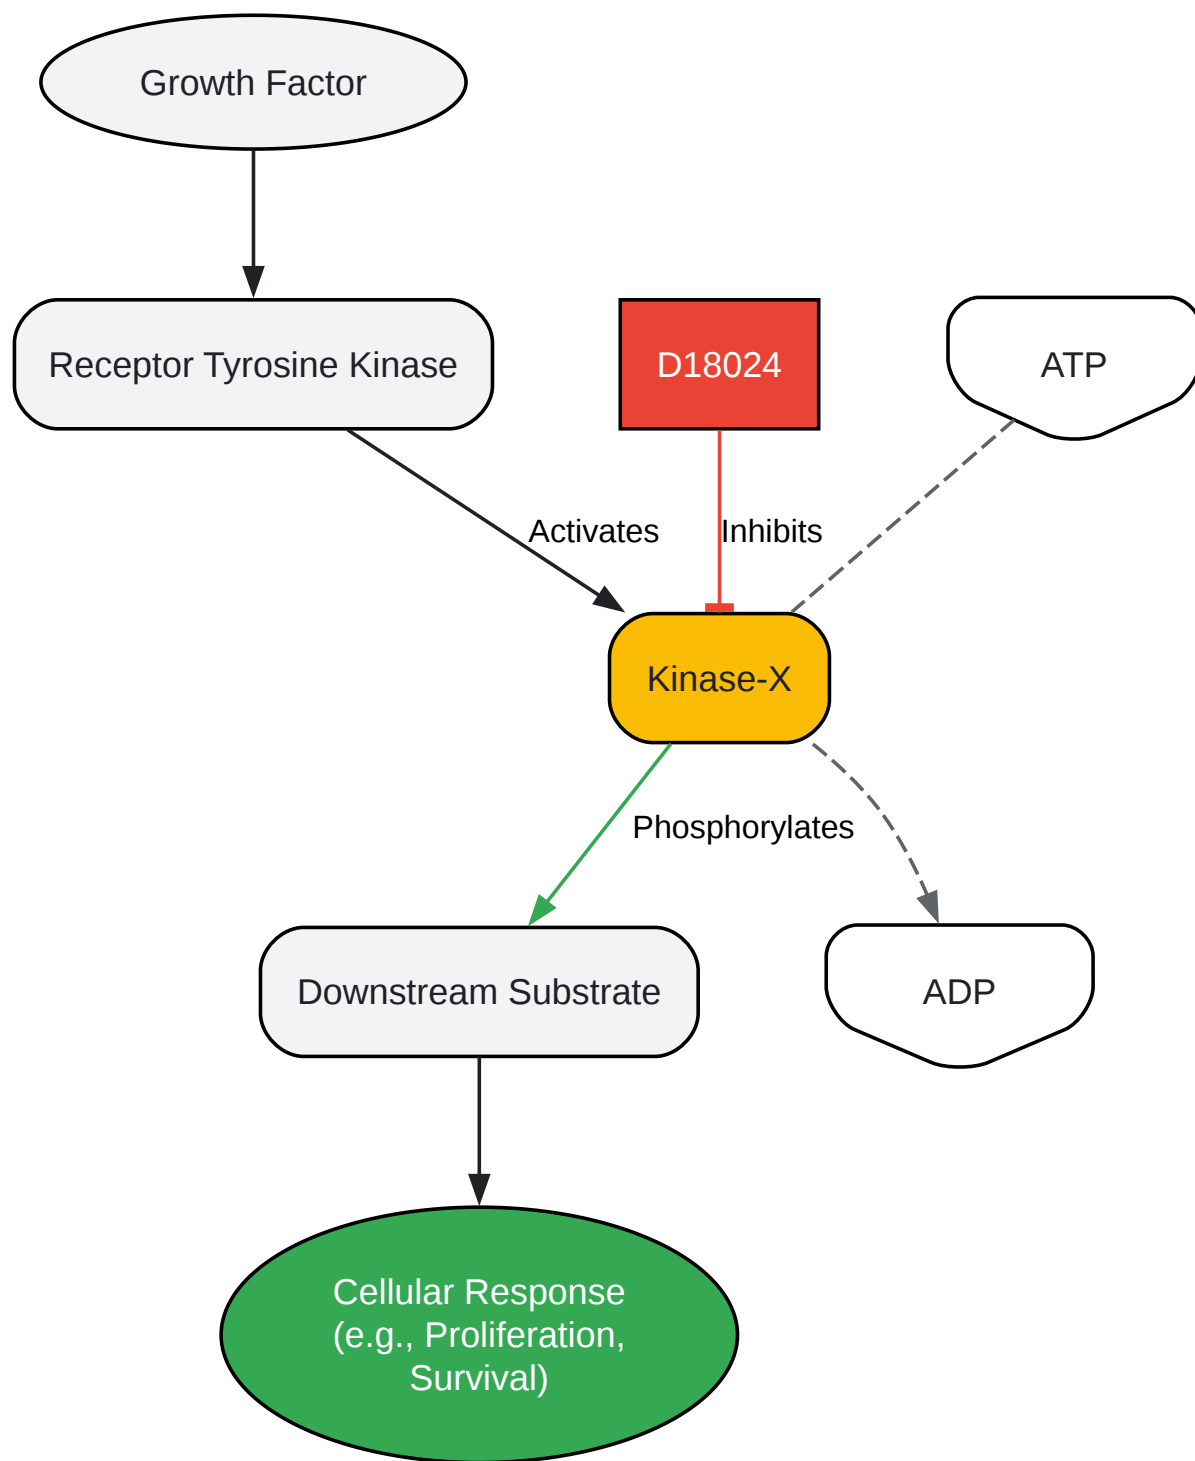 Growth Factor
Receptor Tyrosine Kinase
D18024
ATP
Activates
Inhibits
Kinase-X
Phosphorylates
Downstream Substrate
ADP
Cellular Response
(e.g., Proliferation,
Survival)